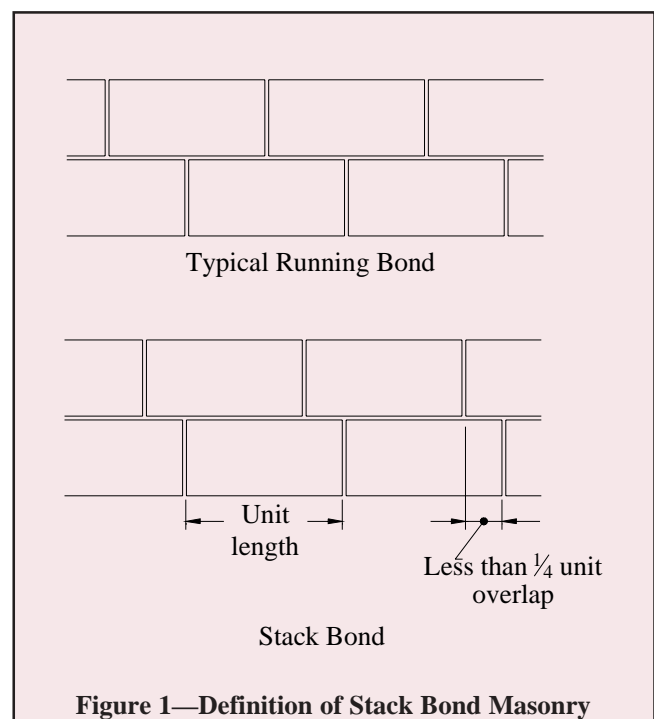 Typical Running Bond
Unit
length
Less than ¼ unit
overlap
Stack Bond
Figure 1—Definition of Stack Bond Masonry